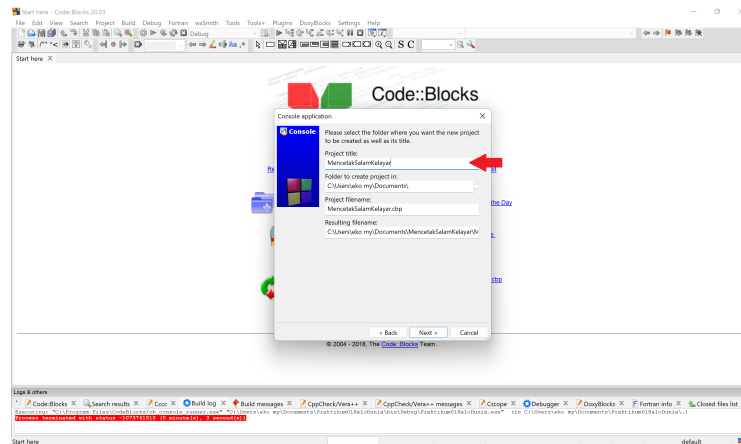 Start here - Code::Blocks 20.03
File Edit View Search Project Build Debug Fortran wxSmith Tools Tools+ Plugins DoxyBlocks Settings Help
Debug
Start here X
Code::Blocks
Console application
Console
Please select the folder where you want the new project
to be created as well as its title.
Project title:
MencetakSalamKelayar
Folder to create project in:
C:\Users\eko my\Documents\
Project filename:
MencetakSalamKelayar.cbp
the Day
Resulting filename:
C:\Users\eko my\Documents\MencetakSalamKelayar\M
.cbp
< Back Next > Cancel
© 2004 - 2018, The Code::Blocks Team.
Logs & others
Code::Blocks X Search results X Cccc X Build log X Build messages X CppCheck/Vera++ X CppCheck/Vera++ messages X Cscope X Debugger X DoxyBlocks X Fortran info X Closed files list
Executing: "C:\Program Files\CodeBlocks/cb_console_runner.exe" "C:\Users\eko my\Documents\Praktikum01HaloDunia\bin\Debug\Praktikum01HaloDunia.exe" (in C:\Users\eko my\Documents\Praktikum01HaloDunia\.)
Process terminated with status -1073741510 (0 minute(s), 3 second(s))
Start here default